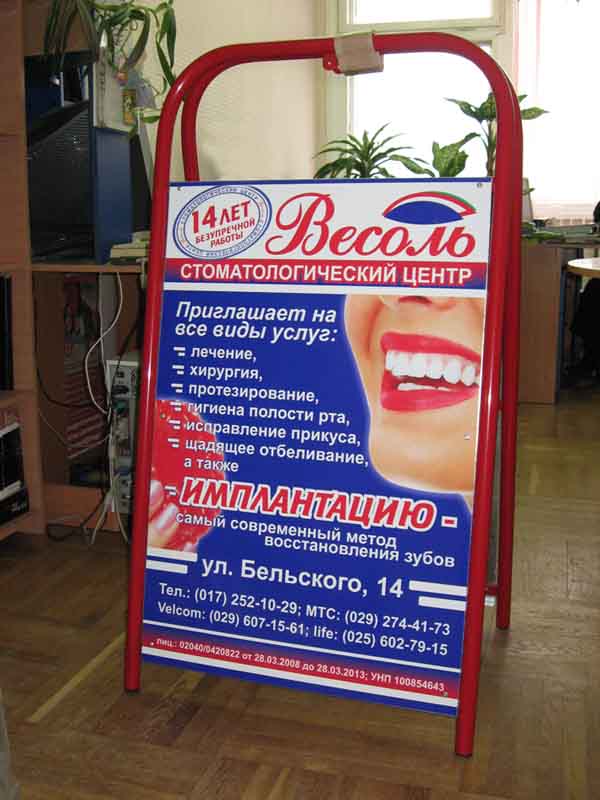 14 ЛЕТ
БЕЗУПРЕЧНОЙ
РАБОТЫ
Весоль
СТОМАТОЛОГИЧЕСКИЙ ЦЕНТР
Приглашает на
все виды услуг:
лечение,
хирургия,
протезирование,
гигиена полости рта,
исправление прикуса,
щадящее отбеливание,
а также
ИМПЛАНТАЦИЮ -
самый современный метод
восстановления зубов
ул. Бельского, 14
Тел.: (017) 252-10-29; МТС: (029) 274-41-73
Velcom: (029) 607-15-61; life: (025) 602-79-15
лиц.: 02040/0420822 от 28.03.2008 до 28.03.2013; УНП 100854643